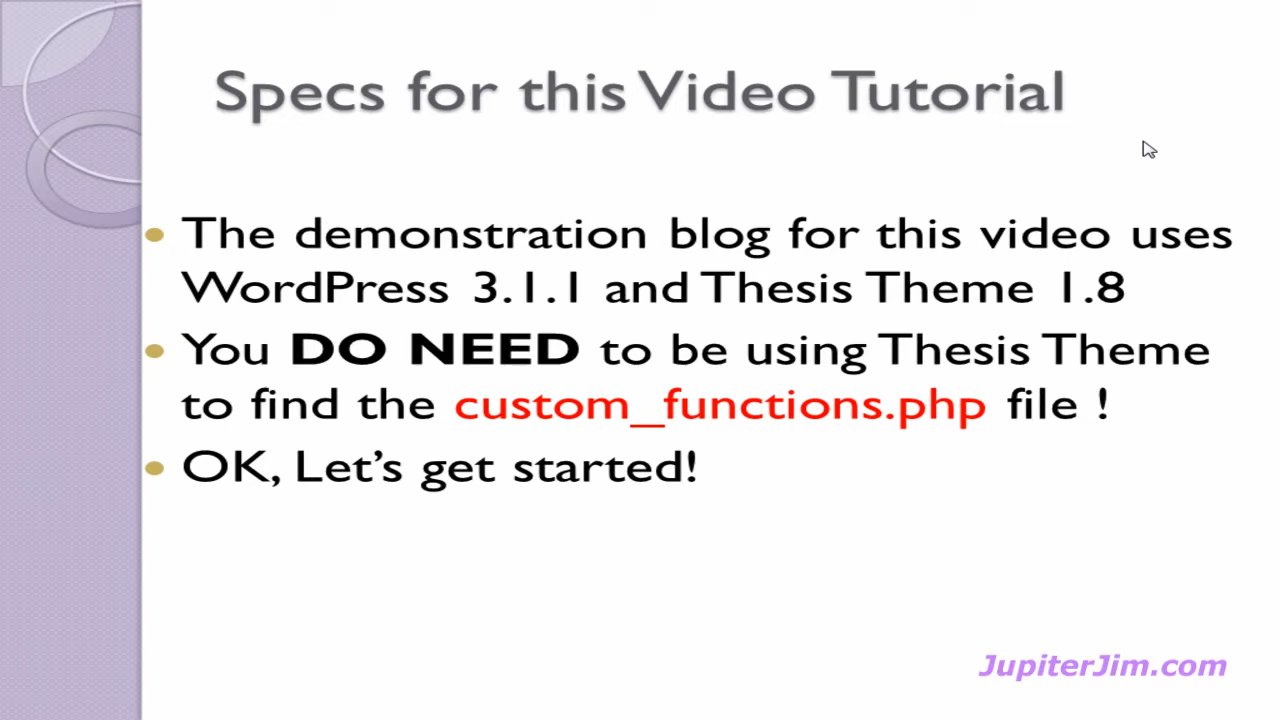 Specs for this Video Tutorial
The demonstration blog for this video uses
WordPress 3.1.1 and Thesis Theme 1.8
You DO NEED to be using Thesis Theme
to find the custom_functions.php file !
OK, Let’s get started!
JupiterJim.com